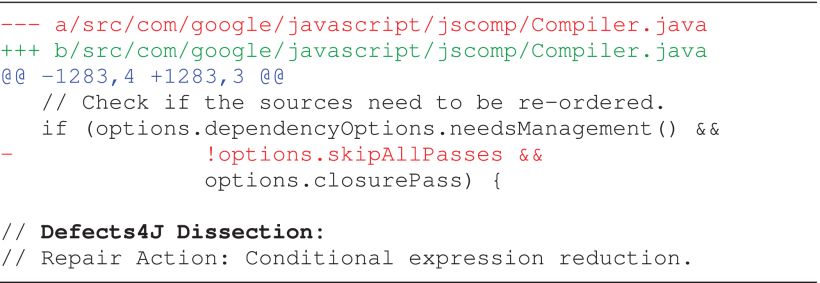 --- a/src/com/google/javascript/jscomp/Compiler.java
+++ b/src/com/google/javascript/jscomp/Compiler.java
@@ -1283,4 +1283,3 @@
   // Check if the sources need to be re-ordered.
   if (options.dependencyOptions.needsManagement() &&
-               !options.skipAllPasses &&
                options.closurePass) {
// Defects4J Dissection:
// Repair Action: Conditional expression reduction.